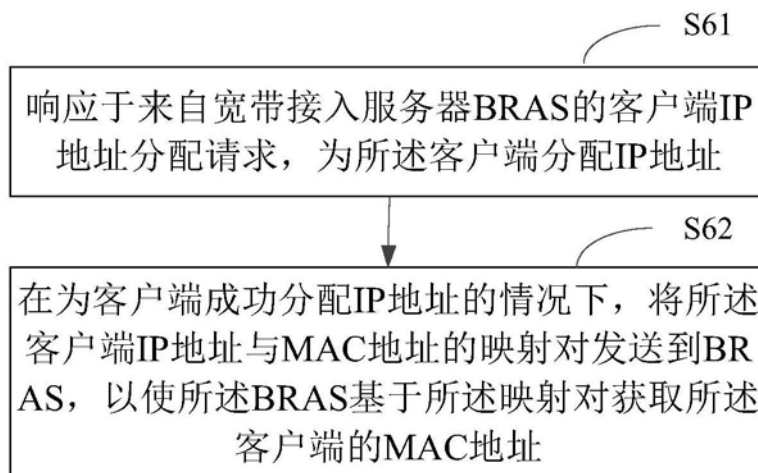 S61
响应于来自宽带接入服务器BRAS的客户端IP
地址分配请求，为所述客户端分配IP地址
S62
在为客户端成功分配IP地址的情况下，将所述
客户端IP地址与MAC地址的映射对发送到BR
AS，以使所述BRAS基于所述映射对获取所述
客户端的MAC地址